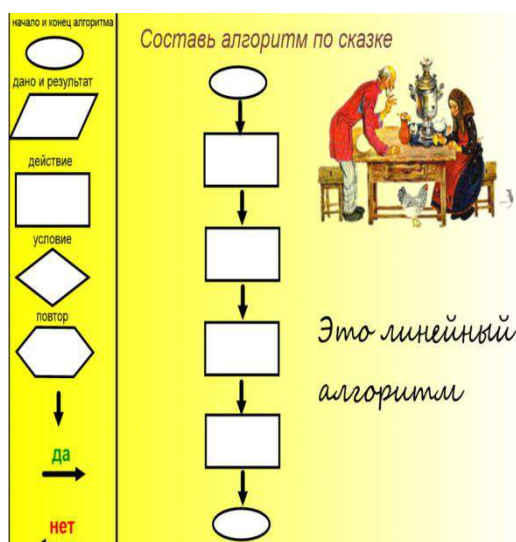 начало и конец алгоритма
дано и результат
действие
условие
повтор
да
нет
Составь алгоритм по сказке
Это линейный
алгоритм